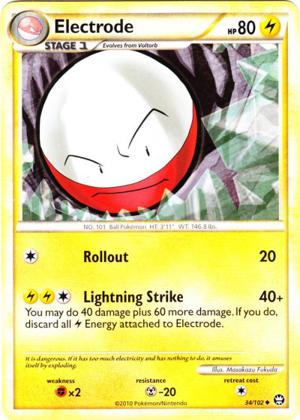 Electrode
HP 80
STAGE 1 Evolves from Voltorb
NO. 101 Ball Pokémon HT: 3'11" WT: 146.8 lbs.
Rollout 20
Lightning Strike 40+
You may do 40 damage plus 60 more damage. If you do,
discard all Energy attached to Electrode.
It is dangerous. If it has too much electricity and has nothing to do, it amuses
itself by exploding.
Illus. Masakazu Fukuda
weakness resistance retreat cost
×2 -20
©2010 Pokémon/Nintendo 34/102